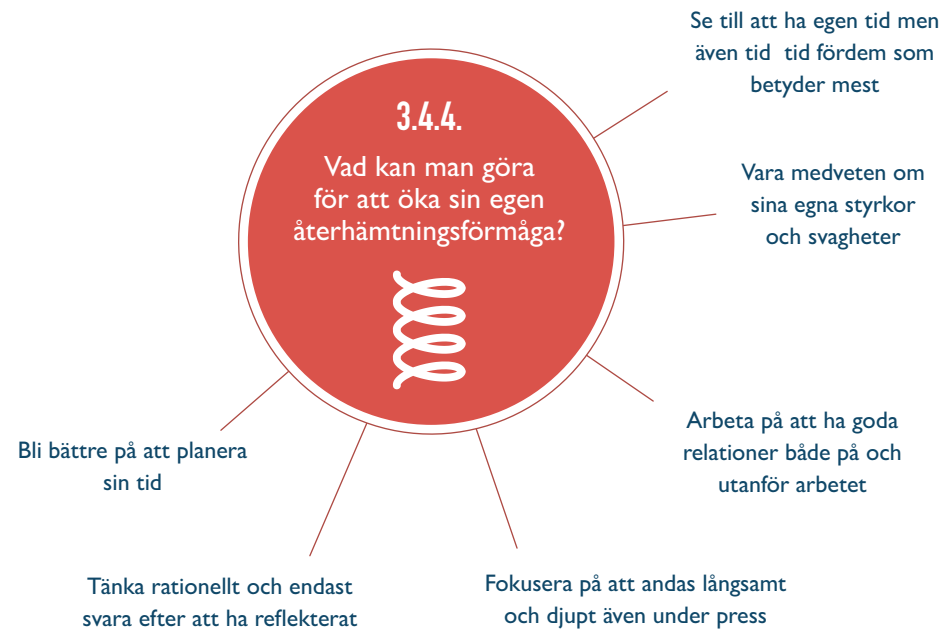 3.4.4.
Vad kan man göra
för att öka sin egen
återhämtningsförmåga?
Se till att ha egen tid men
även tid  tid fördem som
betyder mest
Vara medveten om
sina egna styrkor
och svagheter
Arbeta på att ha goda
relationer både på och
utanför arbetet
Fokusera på att andas långsamt
och djupt även under press
Tänka rationellt och endast
svara efter att ha reflekterat
Bli bättre på att planera
sin tid